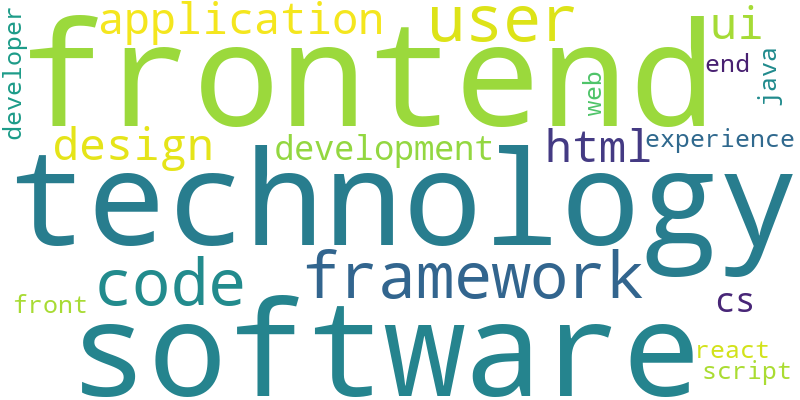 application
user
ui
developer
frontend
end
java
web
design
development
html
experience
technology
code
framework
cs
front
software
react
script